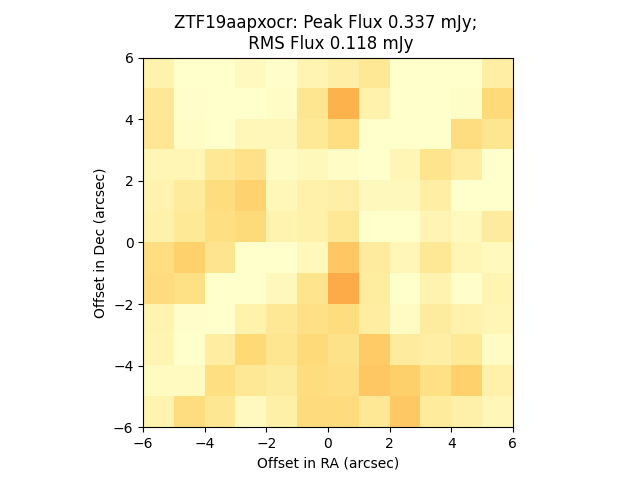 ZTF19aapxocr: Peak Flux 0.337 mJy;
RMS Flux 0.118 mJy
6
4
2
0
−2
−4
−6
Offset in Dec (arcsec)
−6 −4 −2 0 2 4 6
Offset in RA (arcsec)